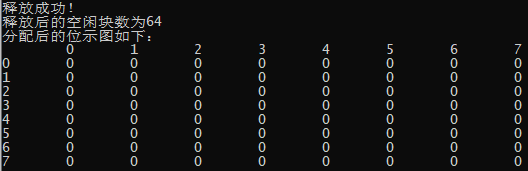 释放成功！
释放后的空闲块数为64
分配后的位示图如下：
0 1 2 3 4 5 6 7
0 0 0 0 0 0 0 0 0
1 0 0 0 0 0 0 0 0
2 0 0 0 0 0 0 0 0
3 0 0 0 0 0 0 0 0
4 0 0 0 0 0 0 0 0
5 0 0 0 0 0 0 0 0
6 0 0 0 0 0 0 0 0
7 0 0 0 0 0 0 0 0